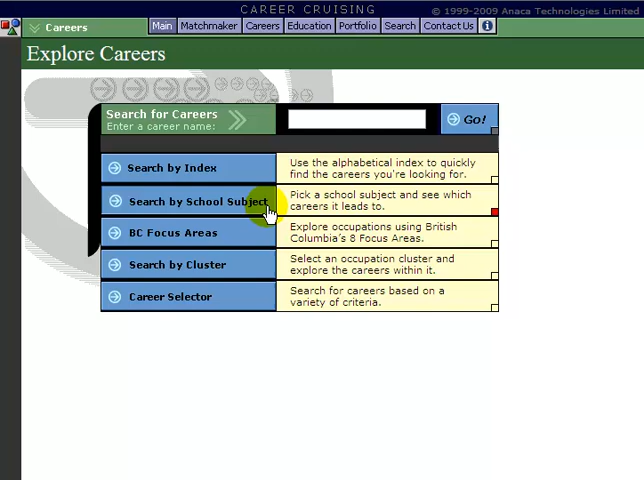 CAREER CRUISING
© 1999-2009 Anaca Technologies Limited
Careers
Main Matchmaker Careers Education Portfolio Search Contact Us i
Explore Careers
Search for Careers
Enter a career name:
Go!
Search by Index
Use the alphabetical index to quickly
find the careers you're looking for.
Search by School Subject
Pick a school subject and see which
careers it leads to.
BC Focus Areas
Explore occupations using British
Columbia's 8 Focus Areas.
Search by Cluster
Select an occupation cluster and
explore the careers within it.
Career Selector
Search for careers based on a
variety of criteria.